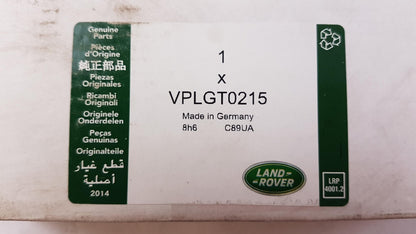 Genuine
Parts
Pièces
d'Origine
純正部品
Piezas
Originales
Ricambi
Originali
Originele
Onderdelen
Peças
Genuinas
Originalteile
قطع غيار
أصلية
2014
1
x
VPLGT0215
Made in Germany
8h6 C89UA
LAND-
-ROVER
LRP
4001.2